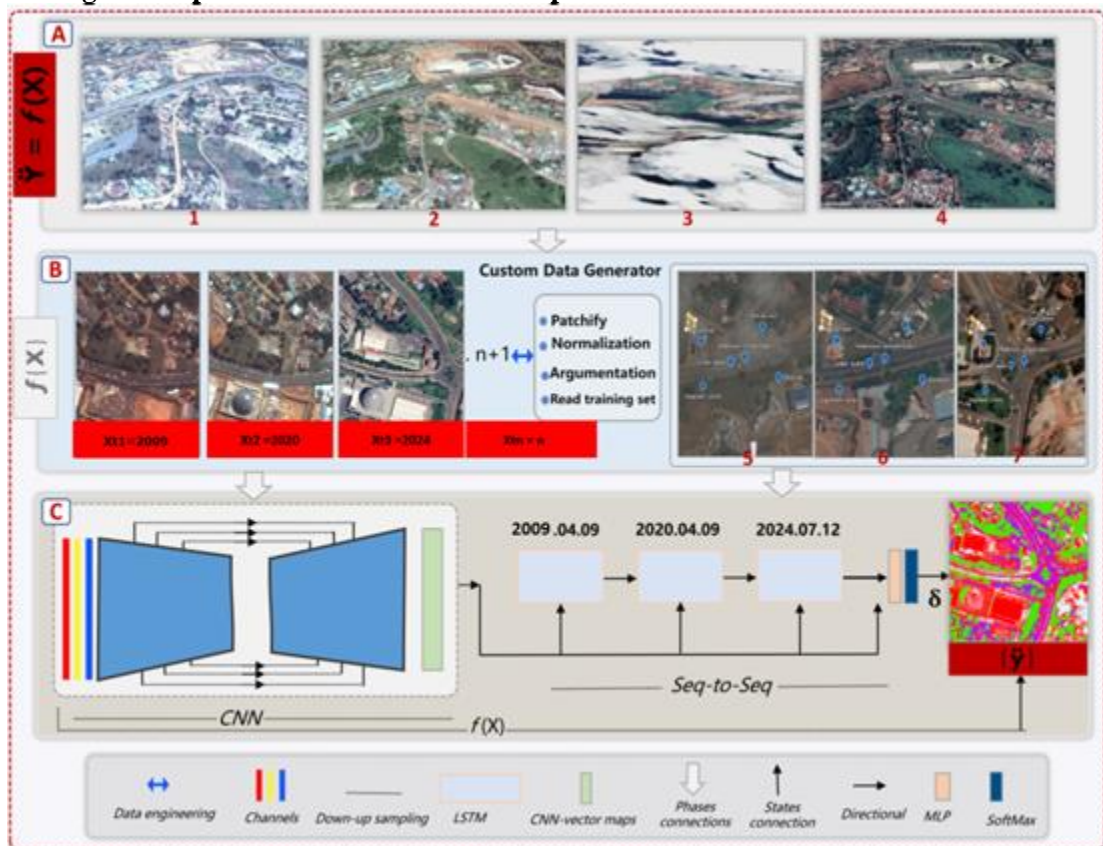 A
Ÿ = f(X)
1
2
3
4
B
f(X)
Custom Data Generator
Patchify
. n+1
Normalization
Argumentation
Read training set
Xt1 = 2009
Xt2 =2020
Xt3 =2024
5
6
7
C
2009.04.09
2020.04.09
2024.07.12
δ
Seq-to-Seq
CNN
f(X)
Data engineering
Channels
Down-up sampling
LSTM
CNN-vector maps
Phases connections
States connection
Directional
MLP
SoftMax